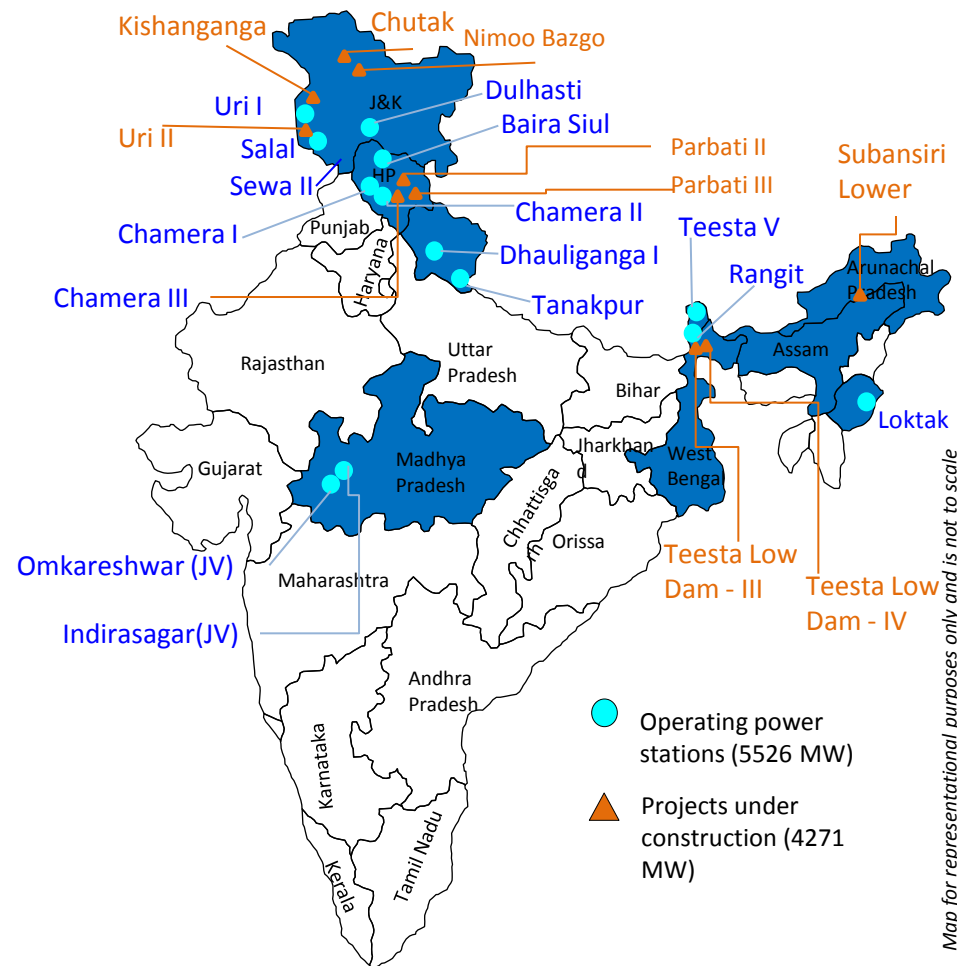 Kishanganga
Chutak
Nimoo Bazgo
J&K
Dulhasti
Uri I
Baira Siul
Uri II
Salal
Parbati II
Subansiri
Lower
Sewa II
HP
Parbati III
Chamera II
Teesta V
Chamera I
Punjab
Dhauliganga I
Rangit
Haryana
Arunachal
Pradesh
Chamera III
Tanakpur
Assam
Rajasthan
Uttar
Pradesh
Bihar
Loktak
Jharkhan
d
West
Bengal
Gujarat
Madhya
Pradesh
Chhattisga
rh
Orissa
Omkareshwar (JV)
Maharashtra
Teesta Low
Dam - III
Teesta Low
Dam - IV
Indirasagar(JV)
Andhra
Pradesh
Operating power
stations (5526 MW)
Karnataka
Projects under
construction (4271
MW)
Tamil Nadu
Kerala
Map for representational purposes only and is not to scale